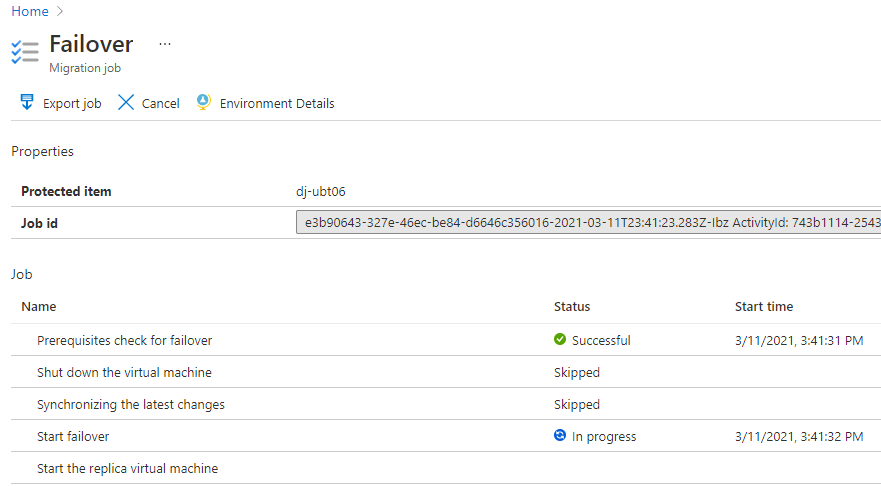 Home >
Failover ...
Migration job
Export job Cancel Environment Details
Properties
Protected item dj-ubt06
Job id e3b90643-327e-46ec-be84-d6646c356016-2021-03-11T23:41:23.283Z-Ibz ActivityId: 743b1114-2543
Job
Name Status Start time
Prerequisites check for failover Successful 3/11/2021, 3:41:31 PM
Shut down the virtual machine Skipped
Synchronizing the latest changes Skipped
Start failover In progress 3/11/2021, 3:41:32 PM
Start the replica virtual machine